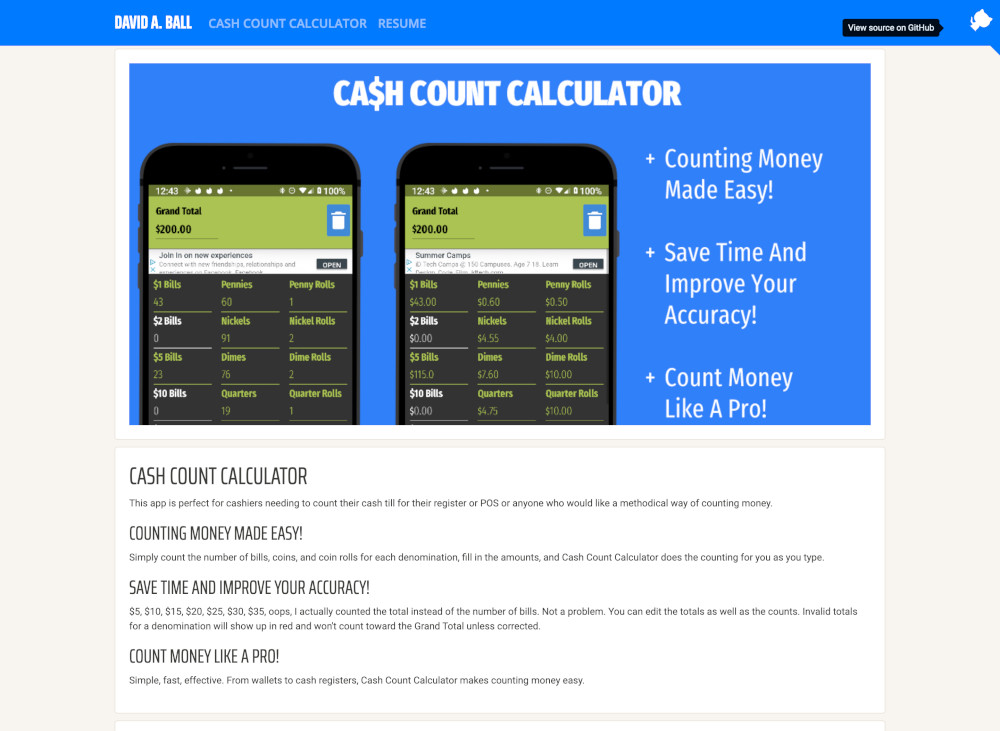 DAVID A. BALL CASH COUNT CALCULATOR RESUME
View source on GitHub
CA$H COUNT CALCULATOR
12:43 100%
Grand Total
$200.00
Join in on new experiences
Connect with new friendships, relationships and
experiences on Facebook. Facebook
OPEN
$1 Bills Pennies Penny Rolls
43 60 1
$2 Bills Nickels Nickel Rolls
0 91 2
$5 Bills Dimes Dime Rolls
23 76 2
$10 Bills Quarters Quarter Rolls
0 19 1
12:43 100%
Grand Total
$200.00
Summer Camps
iD Tech Camps @ 150 Campuses. Age 7-18. Learn
OPEN
$1 Bills Pennies Penny Rolls
$43.00 $0.60 $0.50
$2 Bills Nickels Nickel Rolls
$0.00 $4.55 $4.00
$5 Bills Dimes Dime Rolls
$115.0 $7.60 $10.00
$10 Bills Quarters Quarter Rolls
$0.00 $4.75 $10.00
+ Counting Money
Made Easy!
+ Save Time And
Improve Your
Accuracy!
+ Count Money
Like A Pro!
CASH COUNT CALCULATOR
This app is perfect for cashiers needing to count their cash till for their register or POS or anyone who would like a methodical way of counting money.
COUNTING MONEY MADE EASY!
Simply count the number of bills, coins, and coin rolls for each denomination, fill in the amounts, and Cash Count Calculator does the counting for you as you type.
SAVE TIME AND IMPROVE YOUR ACCURACY!
$5, $10, $15, $20, $25, $30, $35, oops, I actually counted the total instead of the number of bills. Not a problem. You can edit the totals as well as the counts. Invalid totals
for a denomination will show up in red and won't count toward the Grand Total unless corrected.
COUNT MONEY LIKE A PRO!
Simple, fast, effective. From wallets to cash registers, Cash Count Calculator makes counting money easy.